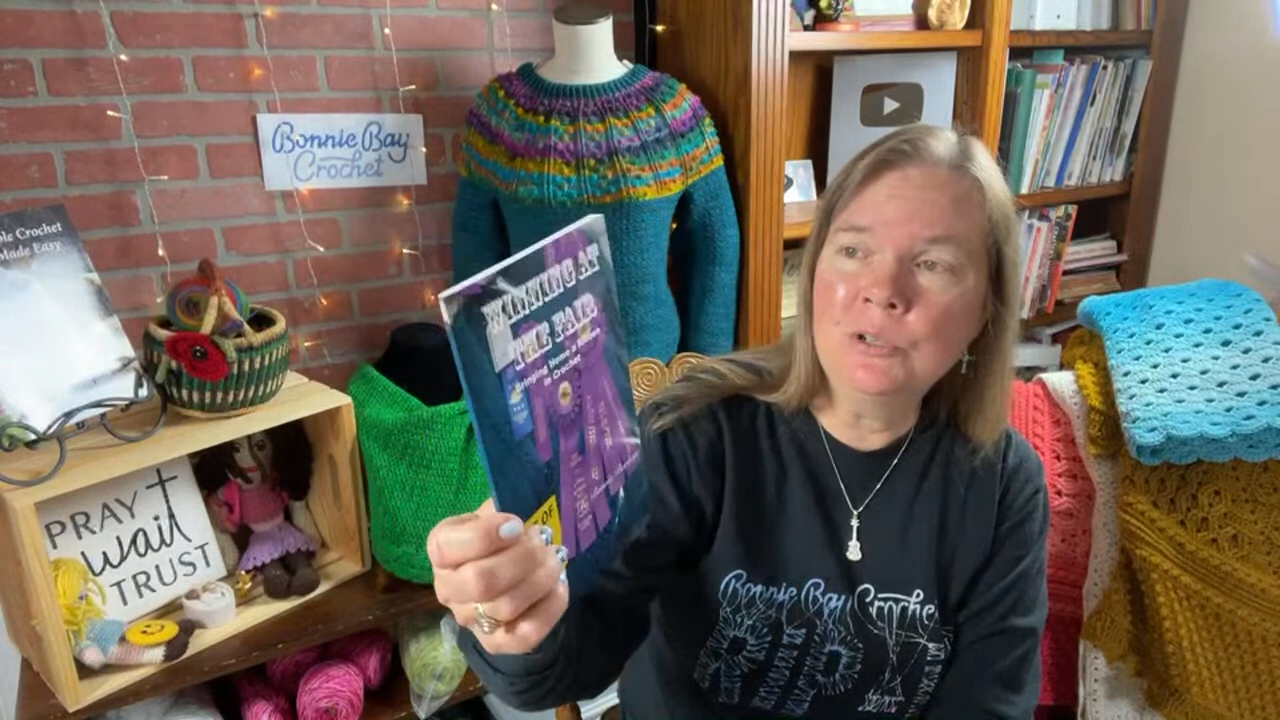 Bonnie Bay
Crochet
ple Crochet
Made Easy
WINNING AT
THE FAIR
Bringing Home a Ribbon
in Crochet
OF
PRAY
wait
TRUST
Bonnie Bay Crochet